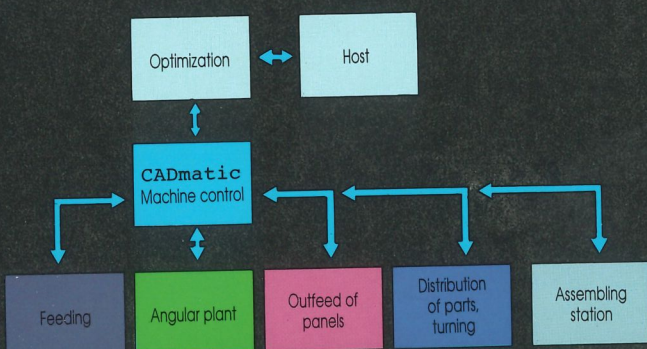 Optimization
Host
CADmatic
Machine control
Feeding
Angular plant
Outfeed of
panels
Distribution
of parts,
turning
Assembling
station